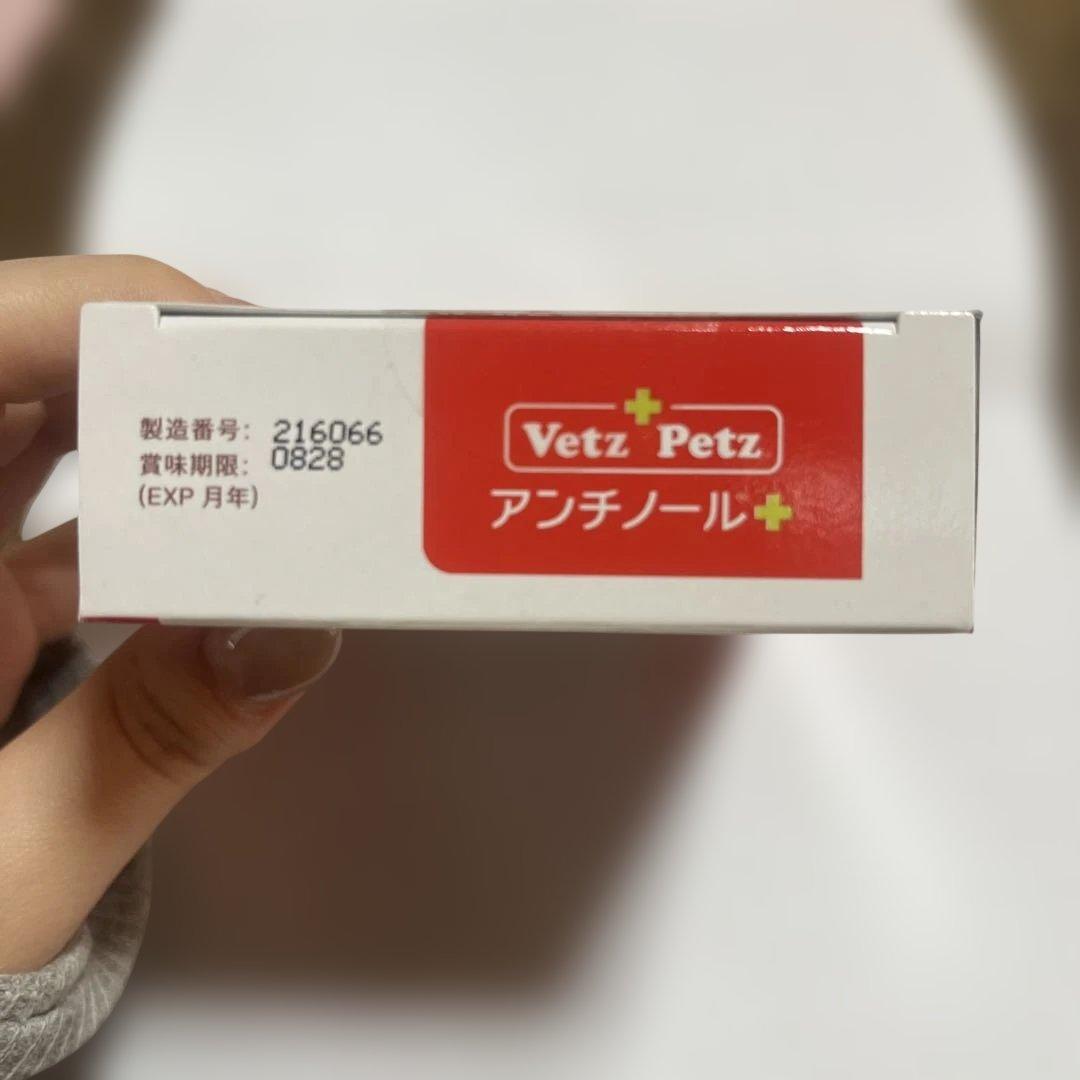 製造番号: 216066
賞味期限: 0828
(EXP 月年)
Vetz Petz
アンチノール